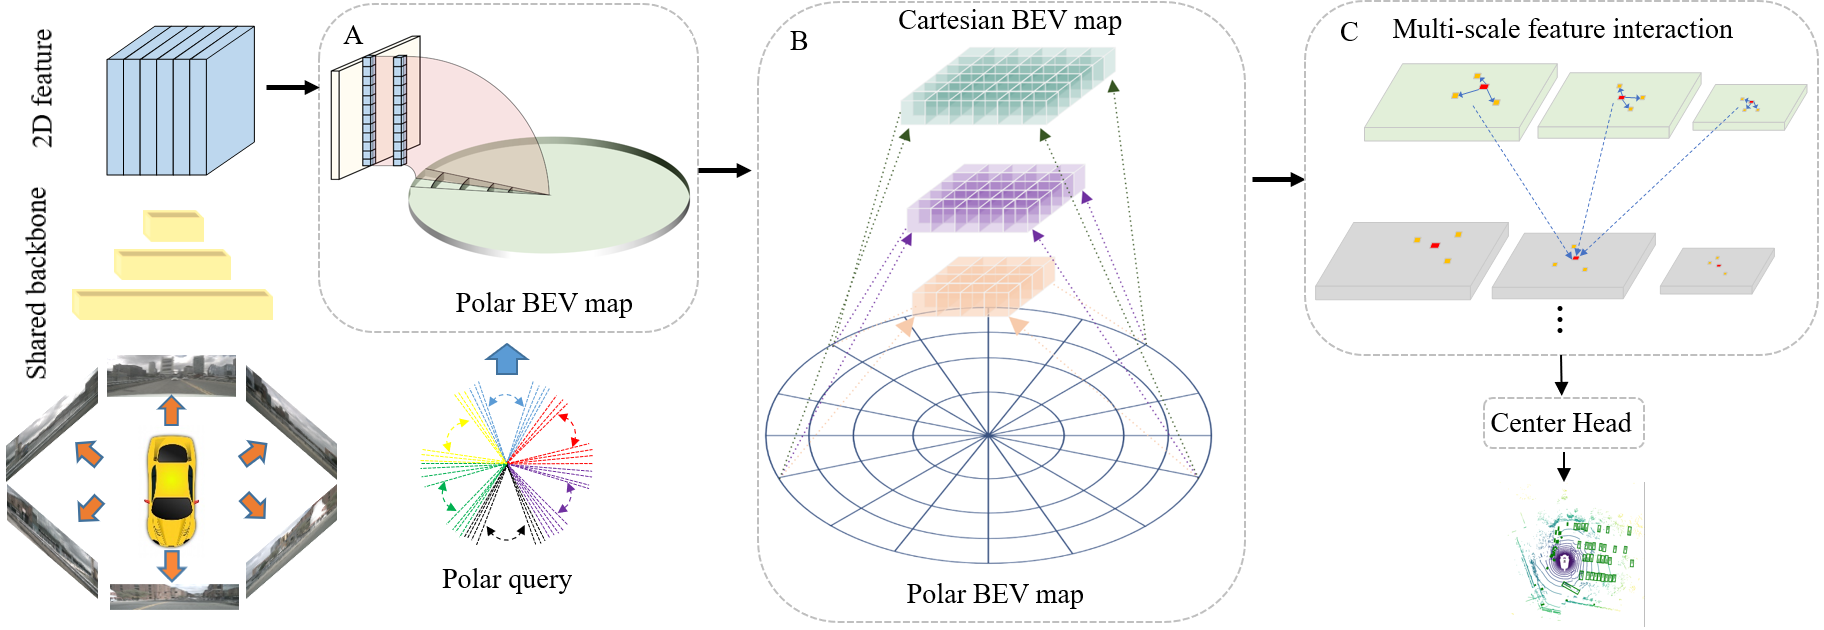 2D feature
Shared backbone
A
Polar BEV map
Polar query
B
Cartesian BEV map
Polar BEV map
C
Multi-scale feature interaction
Center Head